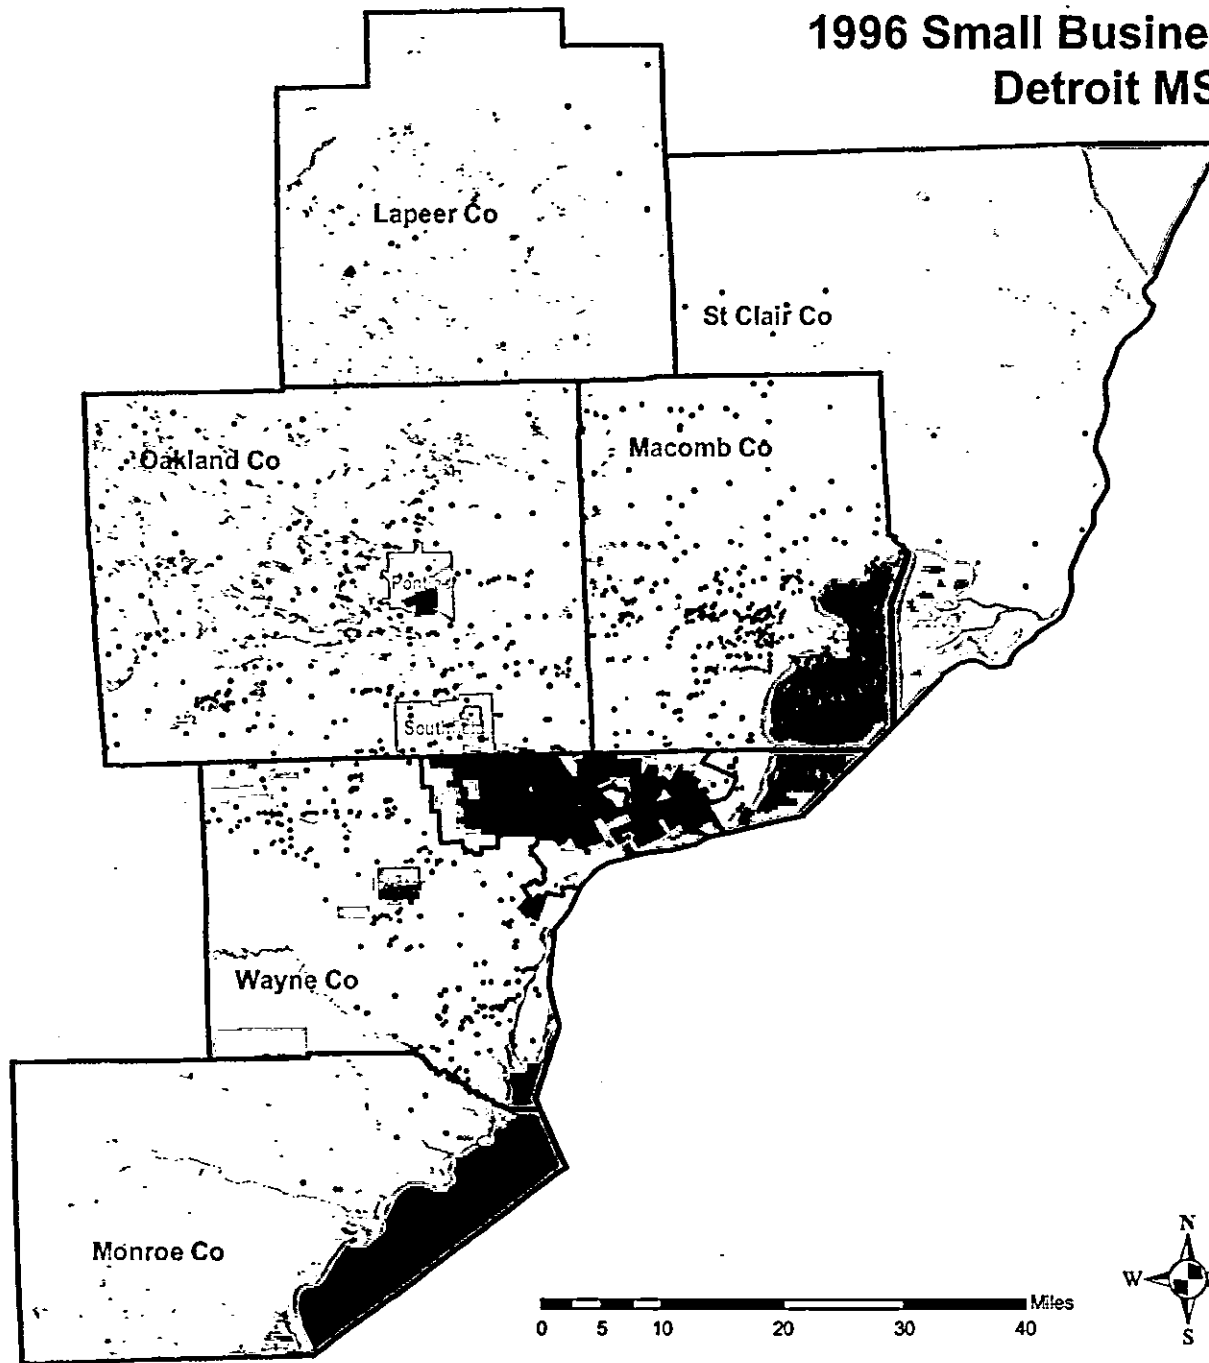 1996 Small Busine
Detroit MS
Lapeer Co
St Clair Co
Oakland Co
Macomb Co
Wayne Co
Monroe Co
Miles
0 5 10 20 30 40
N
W
S